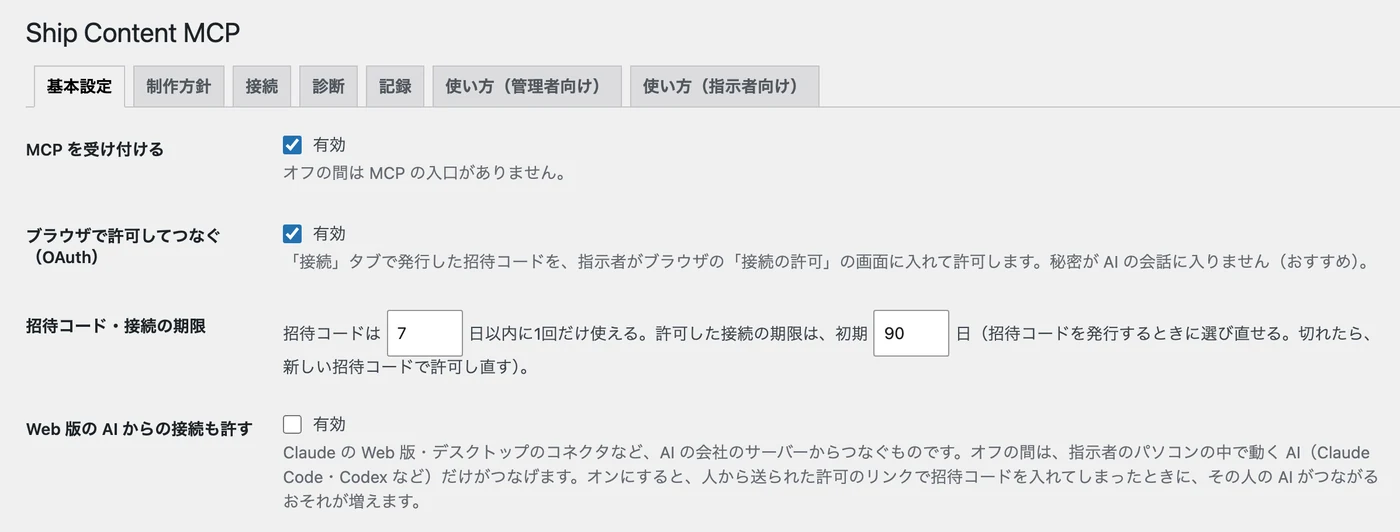 Ship Content MCP
基本設定 制作方針 接続 診断 記録 使い方（管理者向け） 使い方（指示者向け）
MCP を受け付ける
有効
オフの間は MCP の入口がありません。
ブラウザで許可してつなぐ
（OAuth）
有効
「接続」タブで発行した招待コードを、指示者がブラウザの「接続の許可」の画面に入れて許可します。秘密が AI の会話に入りません（おすすめ）。
招待コード・接続の期限
招待コードは 7 日以内に1回だけ使える。許可した接続の期限は、初期 90 日（招待コードを発行するときに選び直せる。切れたら、
新しい招待コードで許可し直す）。
Web 版の AI からの接続も許す
有効
Claude の Web 版・デスクトップのコネクタなど、AI の会社のサーバーからつなぐものです。オフの間は、指示者のパソコンの中で動く AI（Claude
Code・Codex など）だけがつなげます。オンにすると、人から送られた許可のリンクで招待コードを入れてしまったときに、その人の AI がつながる
おそれが増えます。